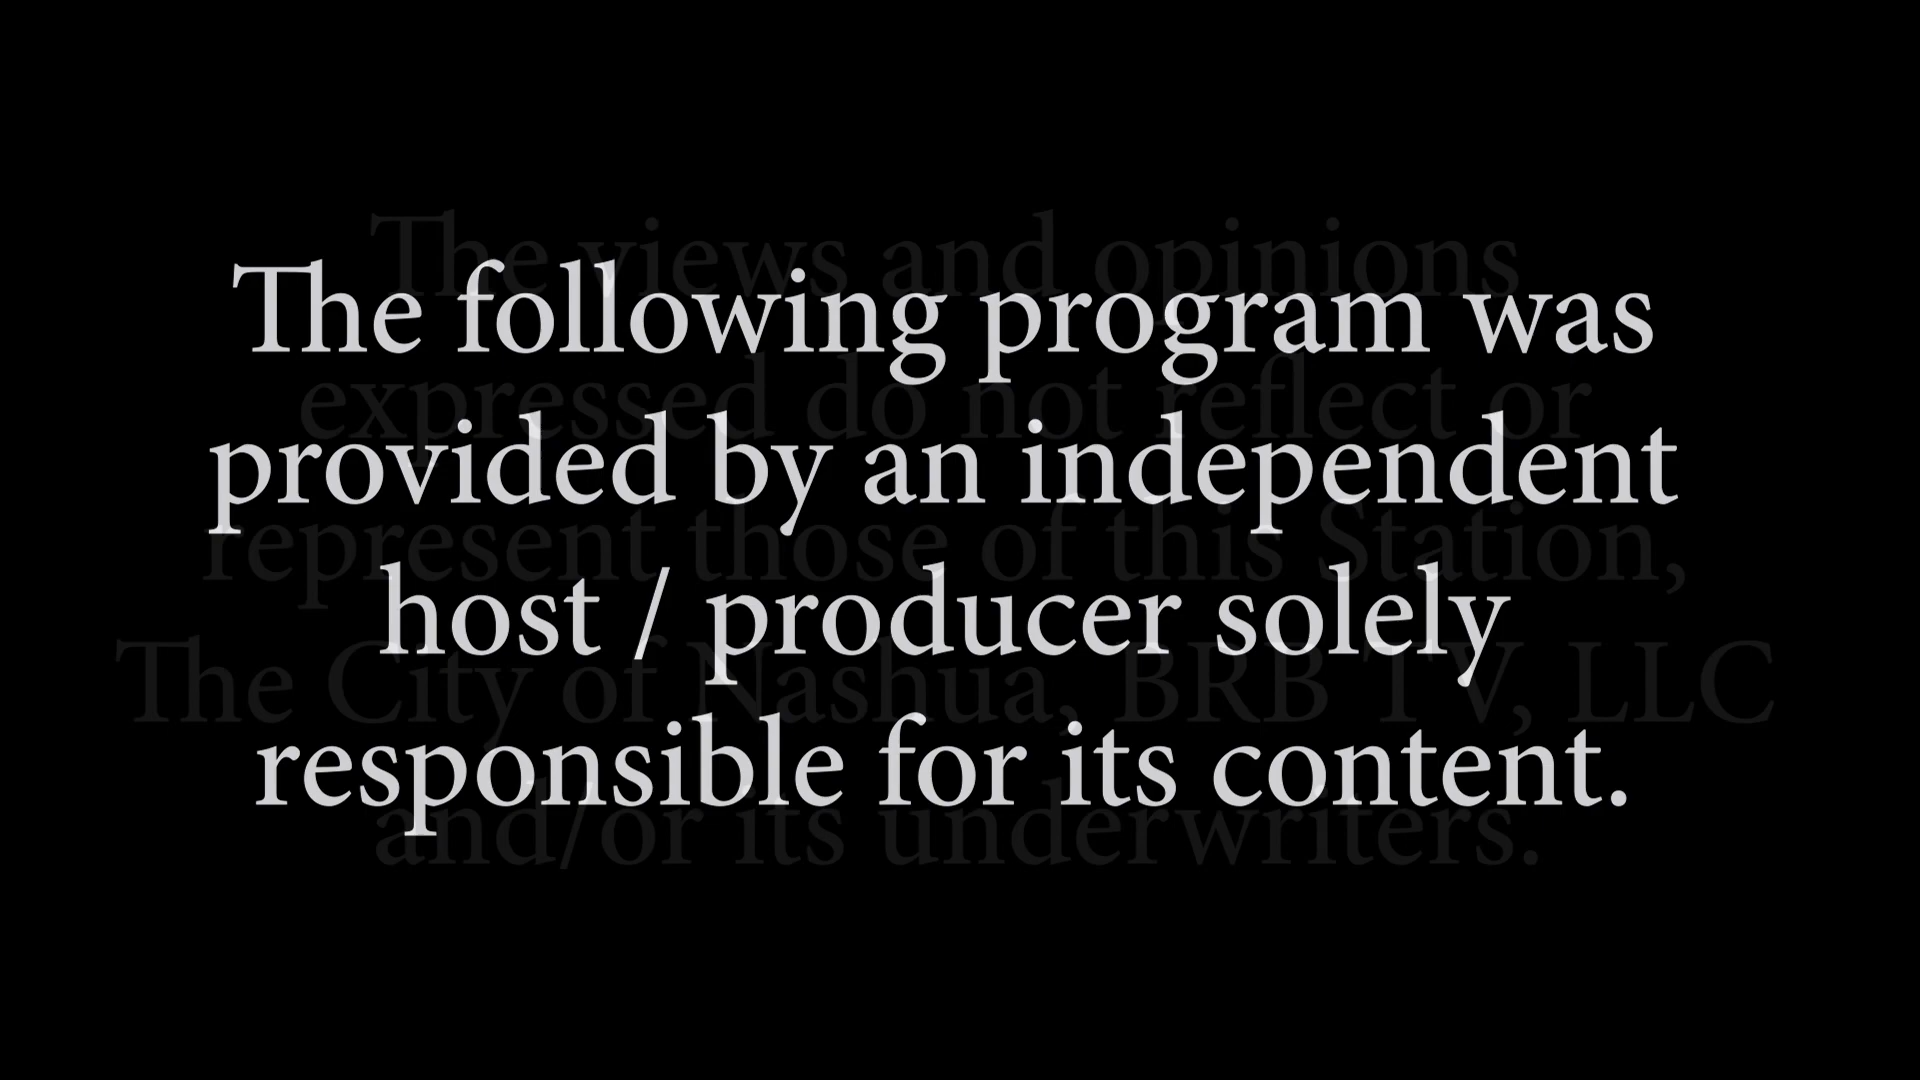 The following program was
provided by an independent
host / producer solely
responsible for its content.
The views and opinions
expressed do not reflect or
represent those of this Station,
The City of Nashua, BRB TV, LLC
and/or its underwriters.